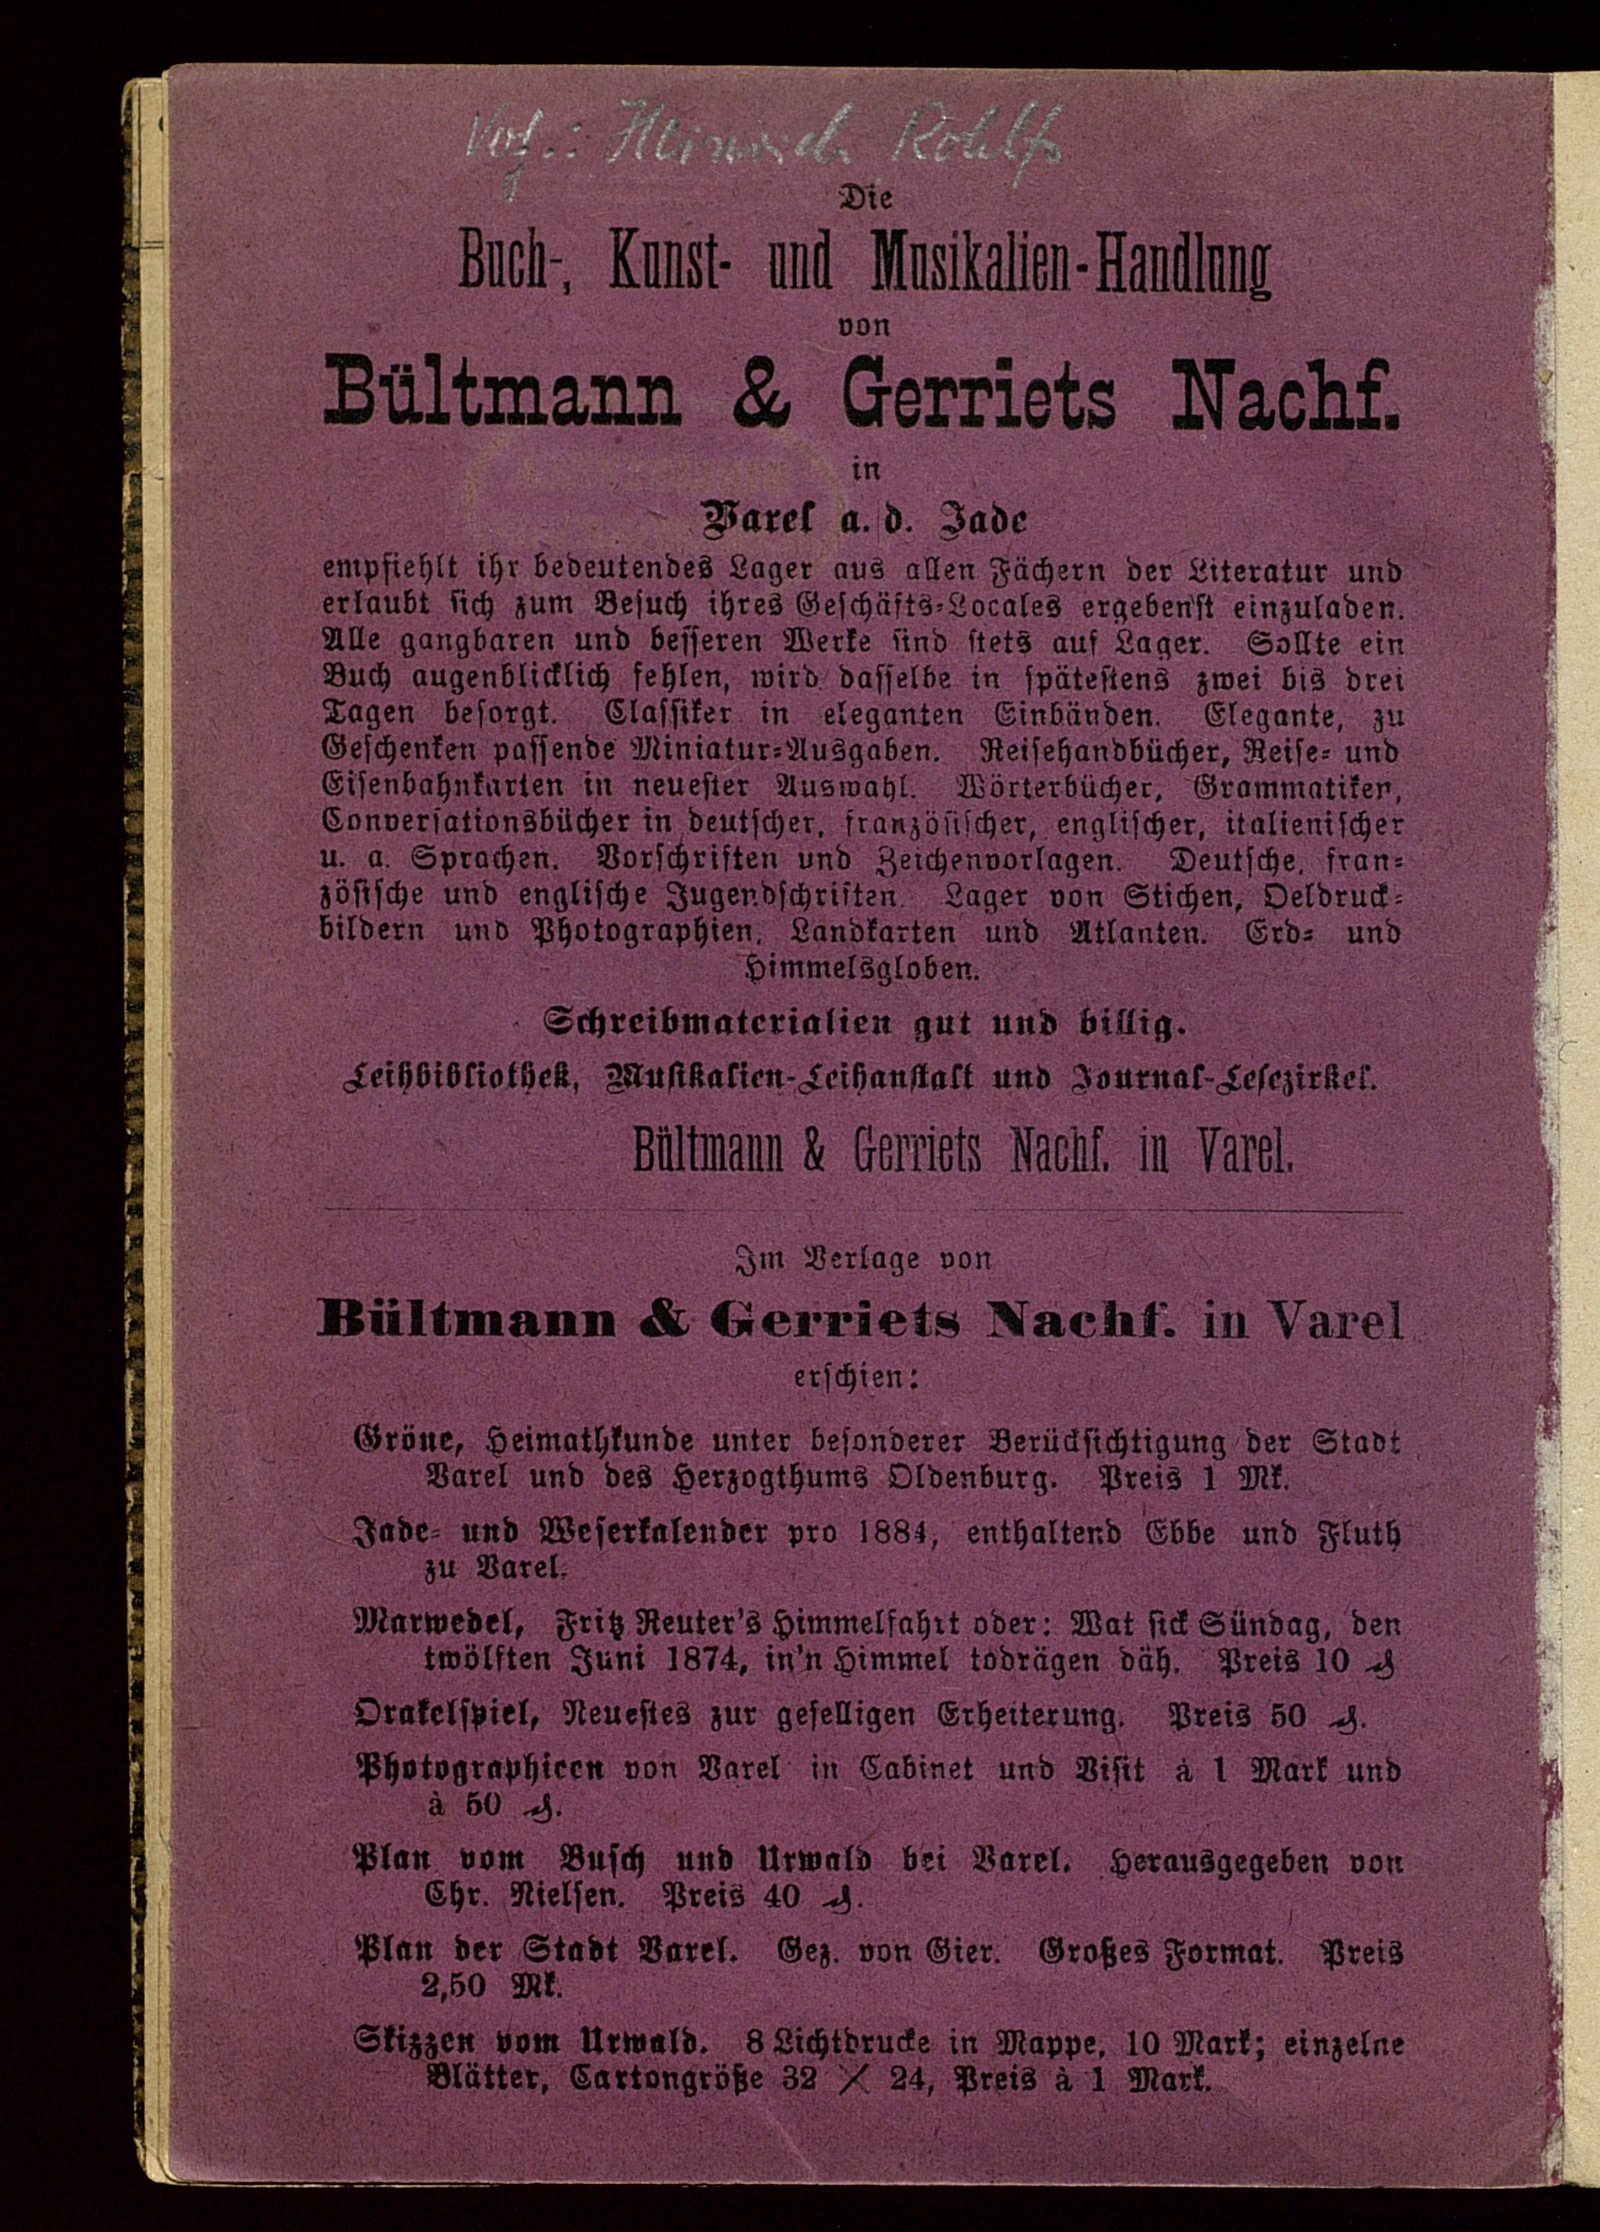 Vrf.: Heinrich Rohlfs
Die
Buch-, Kunst- und Musikalien-Handlung
von
Bültmann & Gerriets Nachf.
in
Varel a. d. Jade
empfiehlt ihr bedeutendes Lager aus allen Fächern der Literatur und
erlaubt sich zum Besuch ihres Geschäfts-Locales ergebenst einzuladen.
Alle gangbaren und besseren Werke sind stets auf Lager. Sollte ein
Buch augenblicklich fehlen, wird dasselbe in spätestens zwei bis drei
Tagen besorgt. Classiker in eleganten Einbänden. Elegante, zu
Geschenken passende Miniatur-Ausgaben. Reisehandbücher, Reise- und
Eisenbahnkarten in neuester Auswahl. Wörterbücher, Grammatiken,
Conversationsbücher in deutscher, französischer, englischer, italienischer
u. a. Sprachen. Vorschriften und Zeichenvorlagen. Deutsche, fran-
zösische und englische Jugendschriften. Lager von Stichen, Oeldruck-
bildern und Photographien, Landkarten und Atlanten. Erd- und
Himmelsgloben.
Schreibmaterialien gut und billig.
Leihbibliothek, Musikalien-Leihanstalt und Journal-Lesezirkel.
Bültmann & Gerriets Nachf. in Varel.
Im Verlage von
Bültmann & Gerriets Nachf. in Varel
erschien:
Gröne, Heimathkunde unter besonderer Berücksichtigung der Stadt
Varel und des Herzogthums Oldenburg. Preis 1 Mk.
Jade- und Weserkalender pro 1884, enthaltend Ebbe und Fluth
zu Varel.
Marwedel, Fritz Reuter's Himmelfahrt oder: Wat sick Sündag, den
twölften Juni 1874, in'n Himmel todrägen däh. Preis 10 ₰
Orakelspiel, Neuestes zur geselligen Erheiterung. Preis 50 ₰.
Photographieen von Varel in Cabinet und Visit à 1 Mark und
à 50 ₰.
Plan vom Busch und Urwald bei Varel. Herausgegeben von
Chr. Nielsen. Preis 40 ₰.
Plan der Stadt Varel. Gez. von Gier. Großes Format. Preis
2,50 Mk.
Skizzen vom Urwald. 8 Lichtdrucke in Mappe, 10 Mark; einzelne
Blätter, Cartongröße 32 × 24, Preis à 1 Mark.